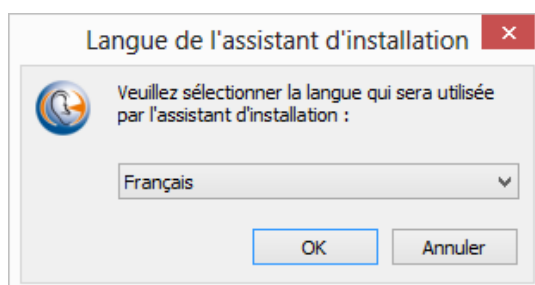 Langue de l'assistant d'installation
Veuillez sélectionner la langue qui sera utilisée
par l'assistant d'installation :
Français
OK
Annuler